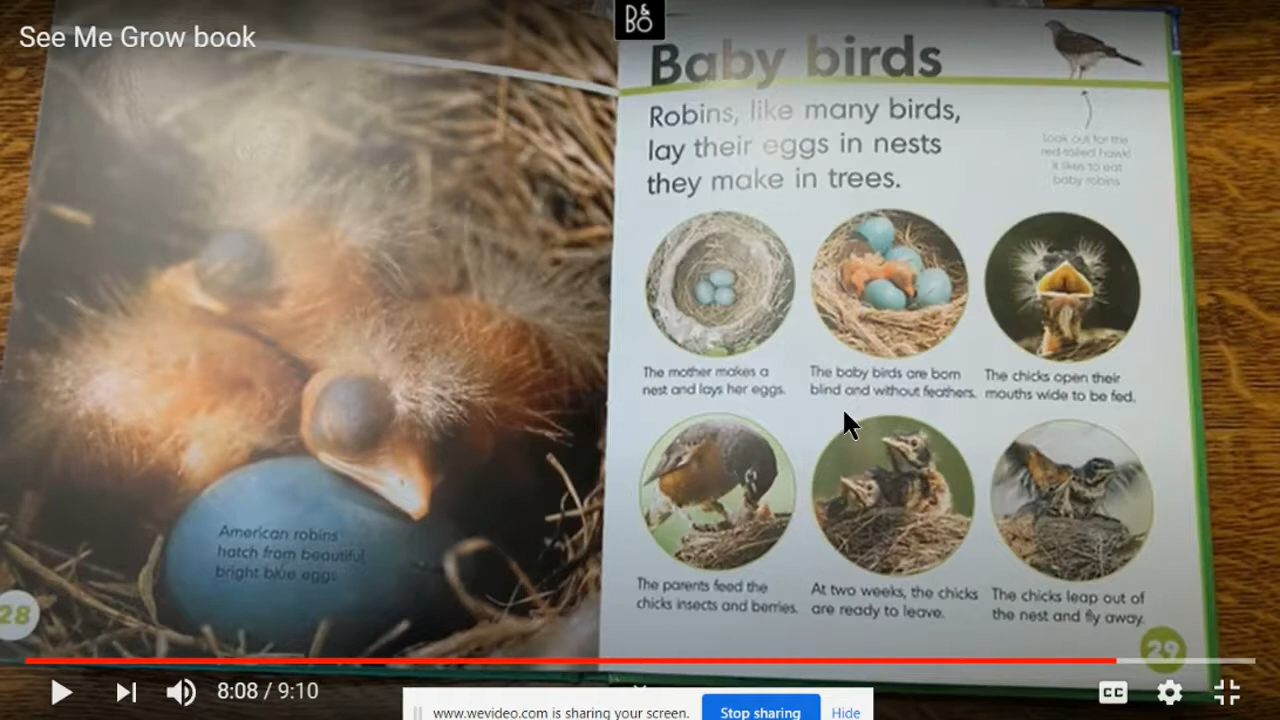 See Me Grow book
B&
BO
Baby birds
Robins, like many birds,
lay their eggs in nests
they make in trees.
Look out for the
red-tailed hawk!
It likes to eat
baby robins.
The mother makes a
nest and lays her eggs.
The baby birds are born
blind and without feathers.
The chicks open their
mouths wide to be fed.
American robins
hatch from beautiful
bright blue eggs
The parents feed the
chicks insects and berries.
At two weeks, the chicks
are ready to leave.
The chicks leap out of
the nest and fly away.
28
29
8:08 / 9:10
CC
www.wevideo.com is sharing your screen.
Stop sharing
Hide